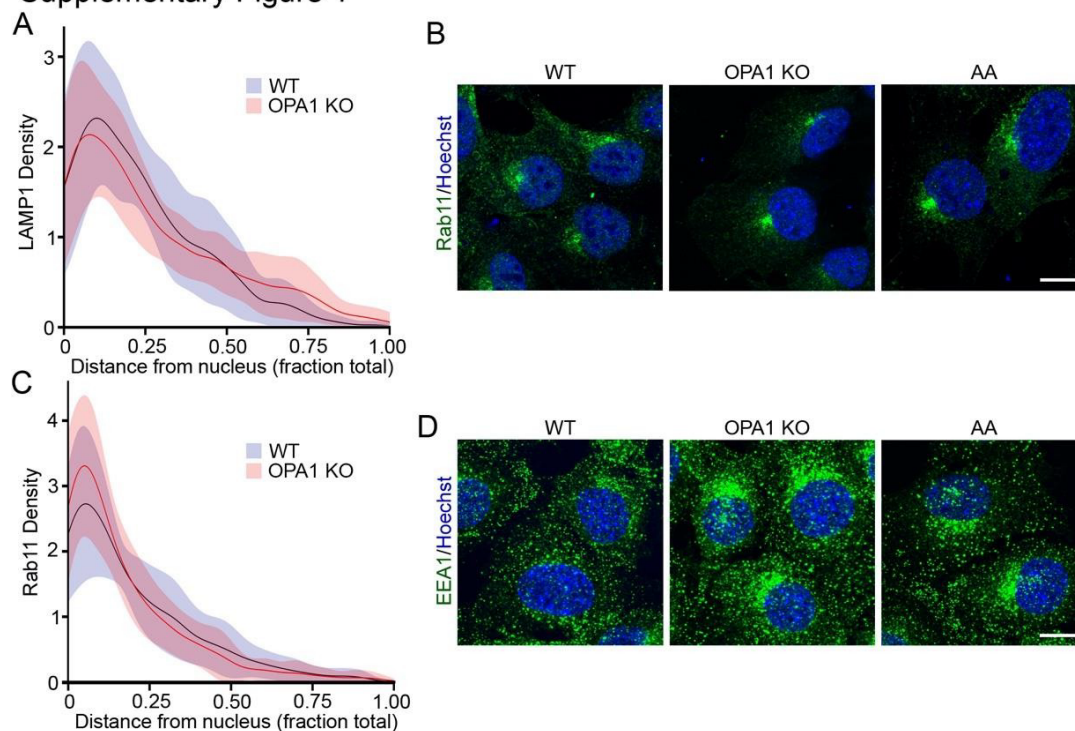 A
3
2
1
0
LAMP1 Density
WT
OPA1 KO
0 0.25 0.50 0.75 1.00
Distance from nucleus (fraction total)
B
WT OPA1 KO AA
Rab11/Hoechst
C
4
3
2
1
0
Rab11 Density
WT
OPA1 KO
0 0.25 0.50 0.75 1.00
Distance from nucleus (fraction total)
D
WT OPA1 KO AA
EEA1/Hoechst